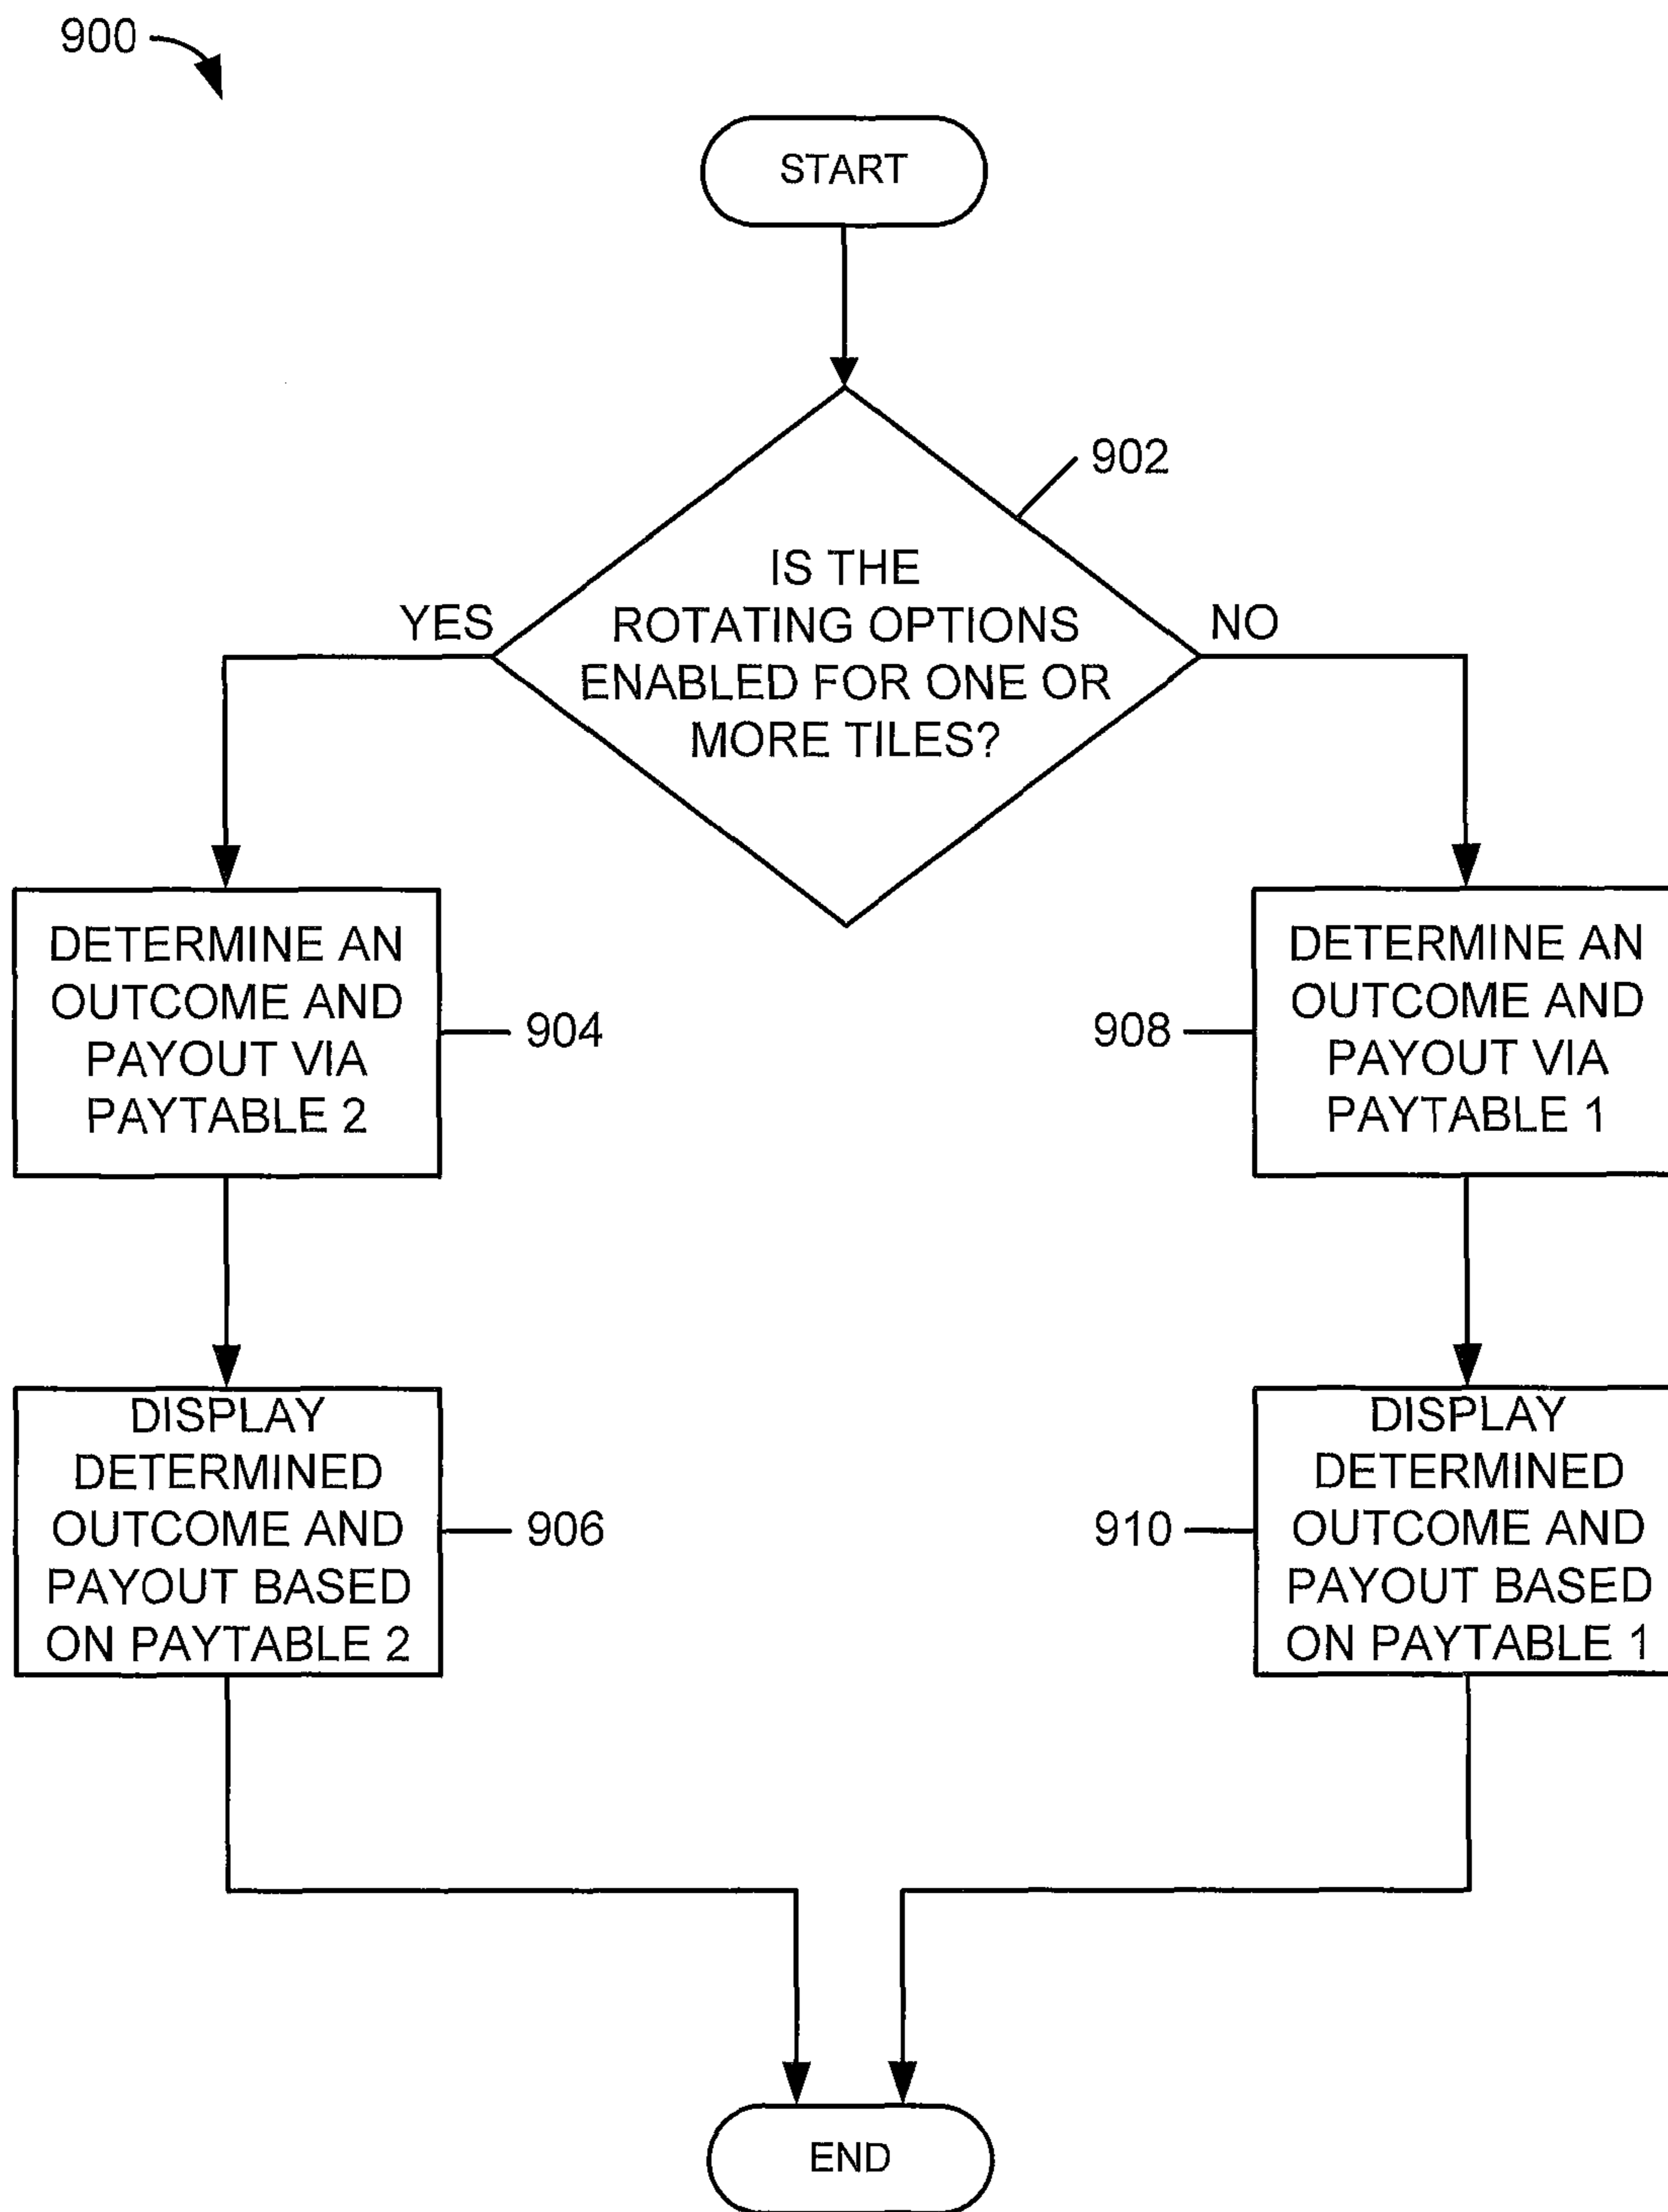 900
START
902
IS THE
ROTATING OPTIONS
ENABLED FOR ONE OR
MORE TILES?
YES
NO
DETERMINE AN
OUTCOME AND
PAYOUT VIA
PAYTABLE 2
904
908
DETERMINE AN
OUTCOME AND
PAYOUT VIA
PAYTABLE 1
DISPLAY
DETERMINED
OUTCOME AND
PAYOUT BASED
ON PAYTABLE 2
906
910
DISPLAY
DETERMINED
OUTCOME AND
PAYOUT BASED
ON PAYTABLE 1
END